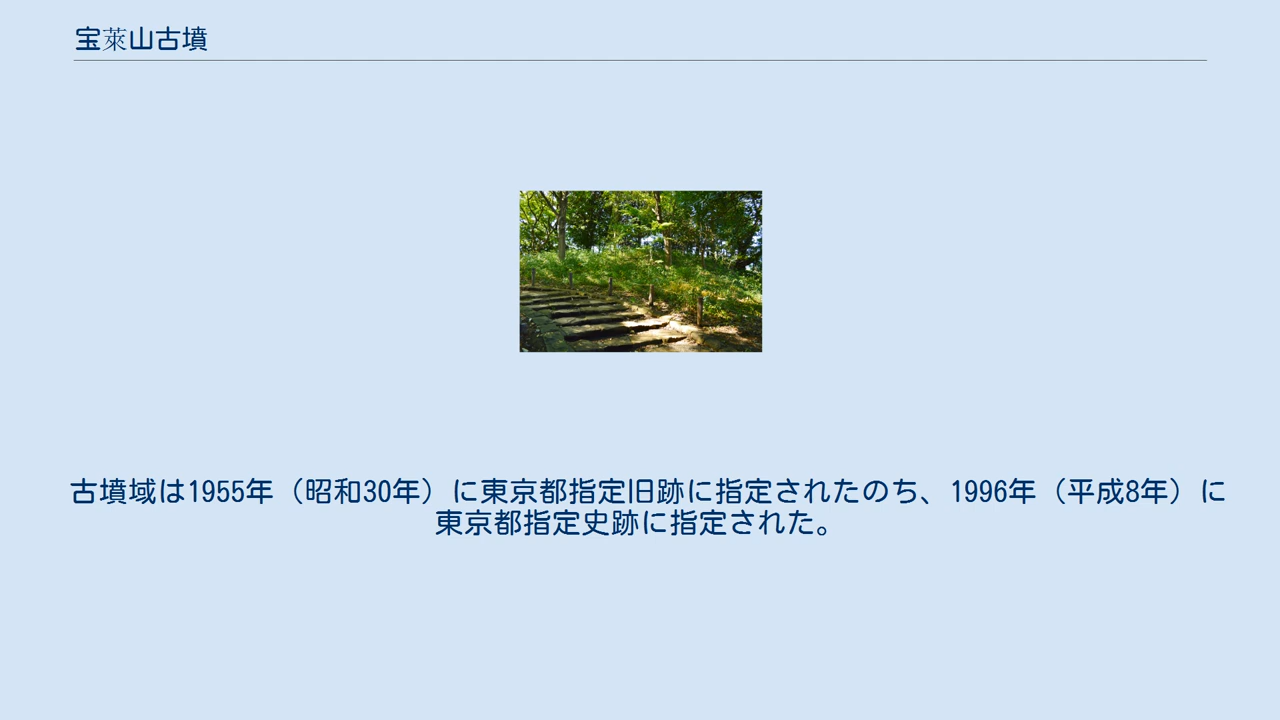 宝萊山古墳
古墳域は1955年（昭和30年）に東京都指定旧跡に指定されたのち、1996年（平成8年）に
東京都指定史跡に指定された。